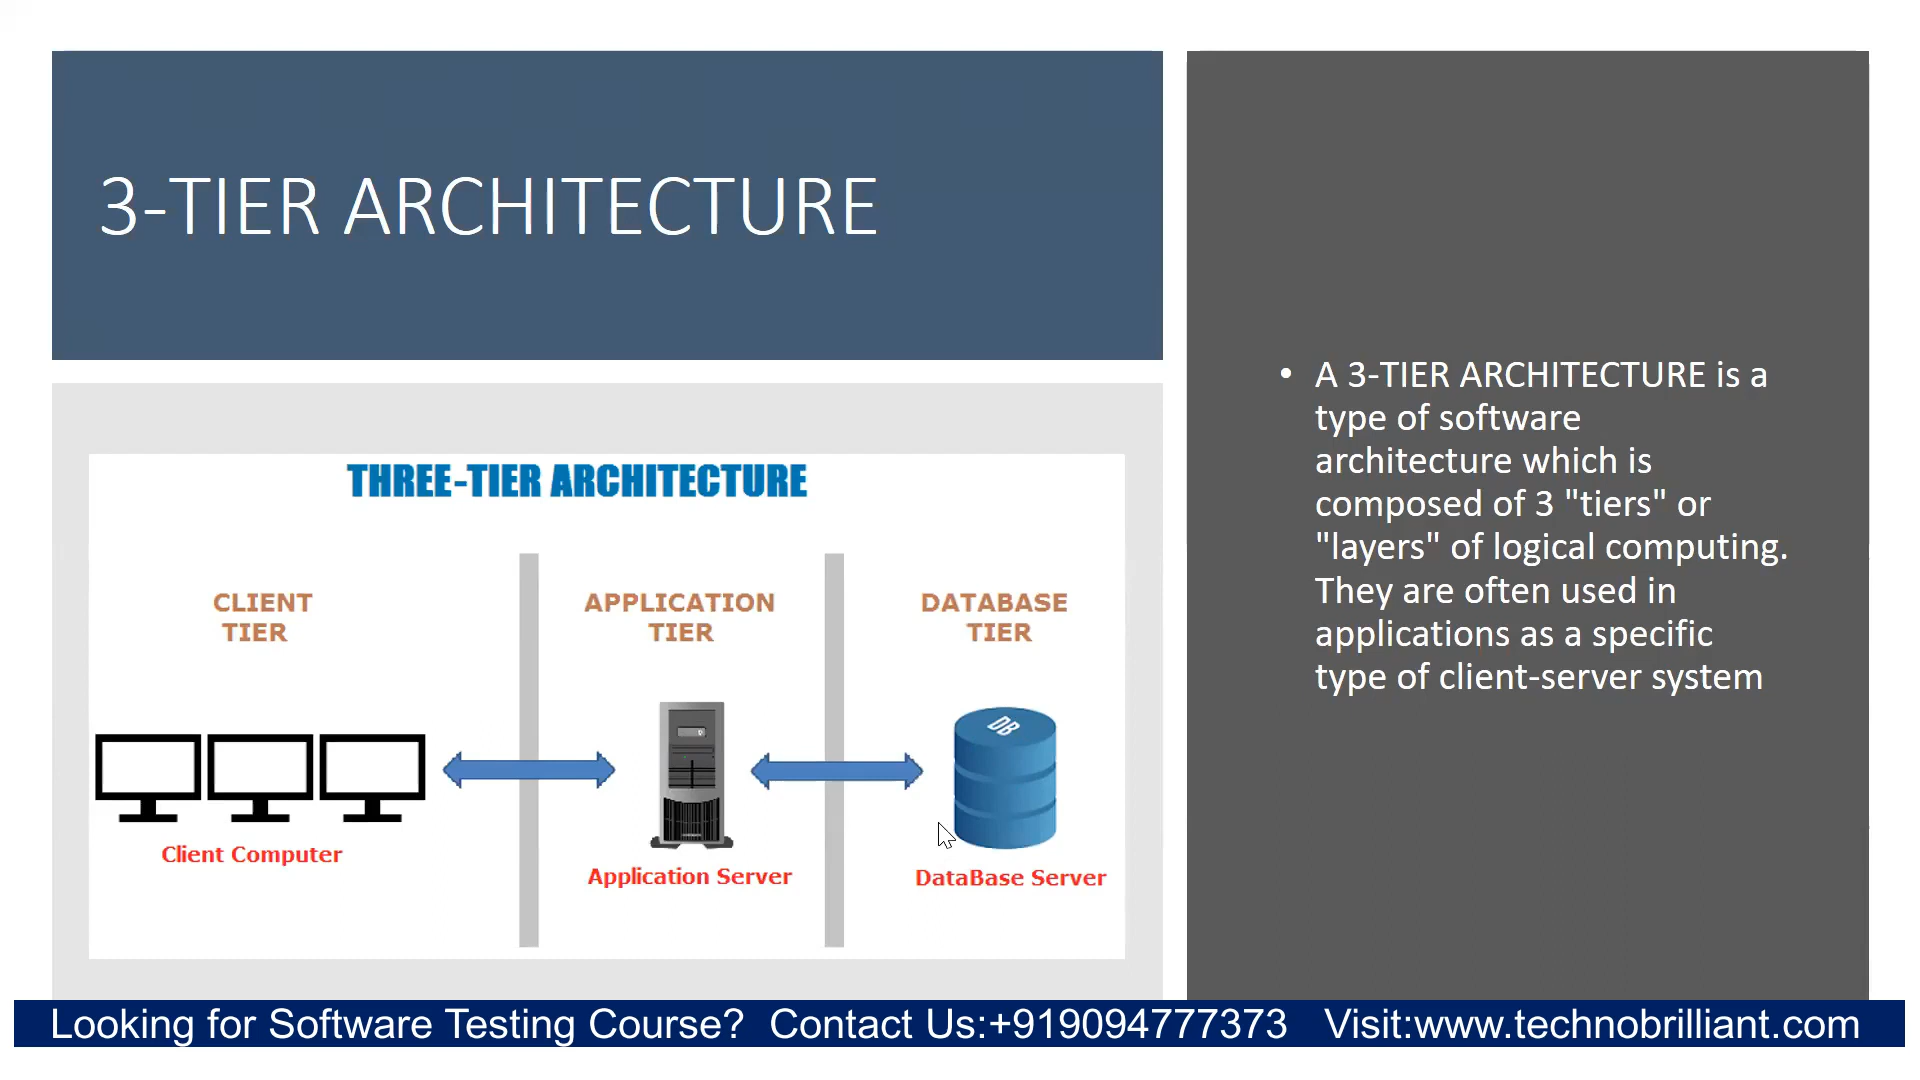 3-TIER ARCHITECTURE
THREE-TIER ARCHITECTURE
CLIENT
TIER
APPLICATION
TIER
DATABASE
TIER
DB
Client Computer
Application Server
DataBase Server
• A 3-TIER ARCHITECTURE is a
type of software
architecture which is
composed of 3 "tiers" or
"layers" of logical computing.
They are often used in
applications as a specific
type of client-server system
Looking for Software Testing Course? Contact Us:+919094777373 Visit:www.technobrilliant.com